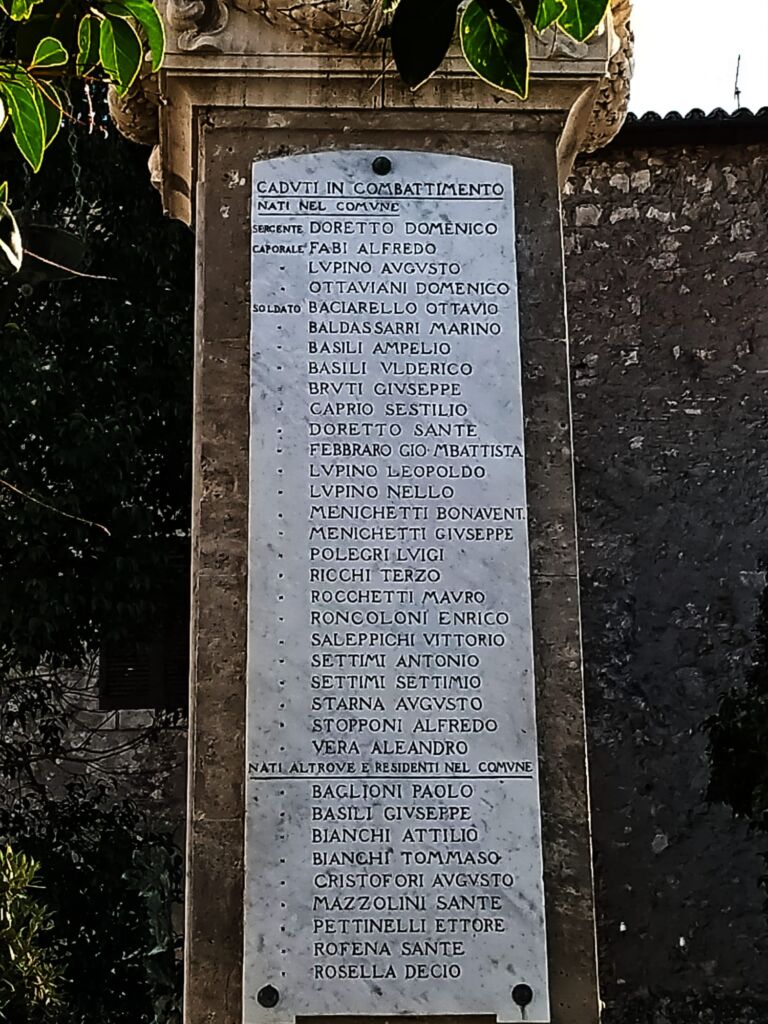 CADVTI IN COMBATTIMENTO
NATI NEL COMVNE
SERGENTE DORETTO DOMENICO
CAPORALE FABI ALFREDO
" LVPINO AVGVSTO
" OTTAVIANI DOMENICO
SOLDATO BACIARELLO OTTAVIO
" BALDASSARRI MARINO
" BASILI AMPELIO
" BASILI VLDERICO
" BRVTI GIVSEPPE
" CAPRIO SESTILIO
" DORETTO SANTE
" FEBBRARO GIO MBATTISTA
" LVPINO LEOPOLDO
" LVPINO NELLO
" MENICHETTI BONAVENT.
" MENICHETTI GIVSEPPE
" POLEGRI LVIGI
" RICCHI TERZO
" ROCCHETTI MAVRO
" RONCOLONI ENRICO
" SALEPPICHI VITTORIO
" SETTIMI ANTONIO
" SETTIMI SETTIMIO
" STARNA AVGVSTO
" STOPPONI ALFREDO
" VERA ALEANDRO
NATI ALTROVE E RESIDENTI NEL COMVNE
" BAGLIONI PAOLO
" BASILI GIVSEPPE
" BIANCHI ATTILIO
" BIANCHI TOMMASO
" CRISTOFORI AVGVSTO
" MAZZOLINI SANTE
" PETTINELLI ETTORE
" ROFENA SANTE
" ROSELLA DECIO